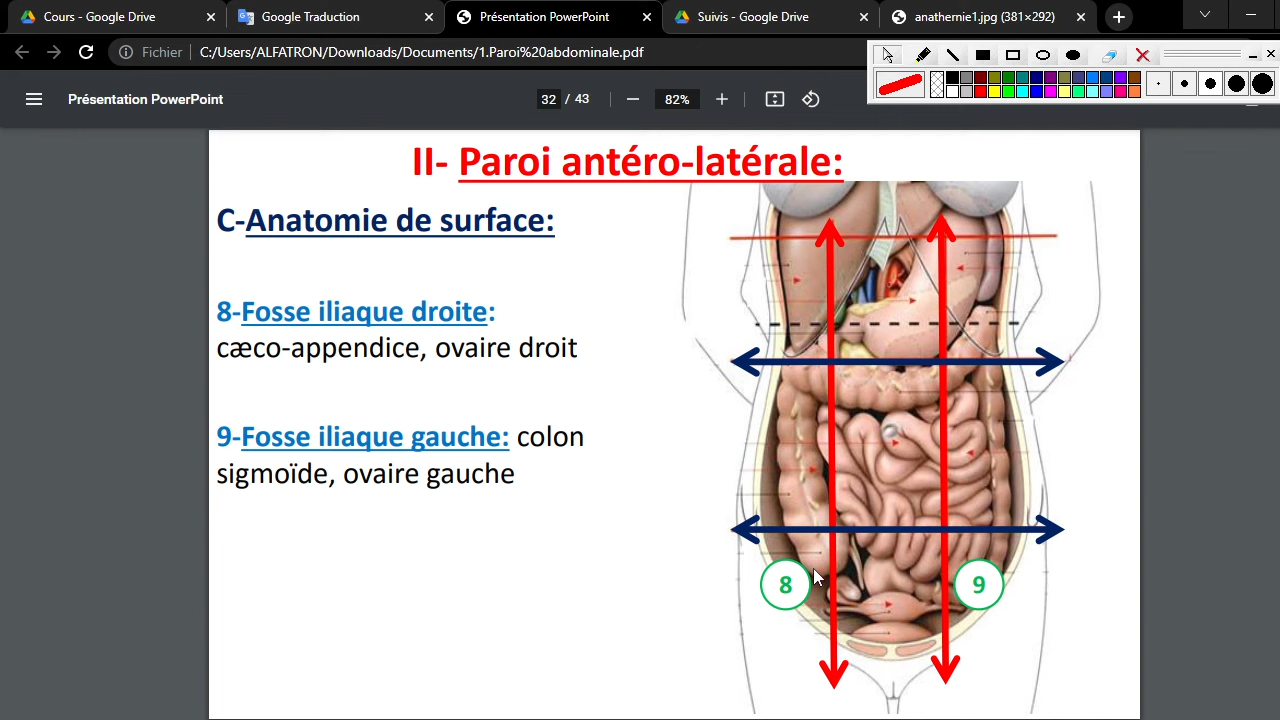 Cours - Google Drive
Google Traduction
Présentation PowerPoint
Suivis - Google Drive
anathemie1.jpg (381×292)
Fichier
C:/Users/ALFATRON/Downloads/Documents/1.Paroi%20abdominale.pdf
Présentation PowerPoint
32 / 43
82%
II- Paroi antéro-latérale:
C-Anatomie de surface:
8-Fosse iliaque droite:
cæco-appendice, ovaire droit
9-Fosse iliaque gauche: colon
sigmoïde, ovaire gauche
8
9